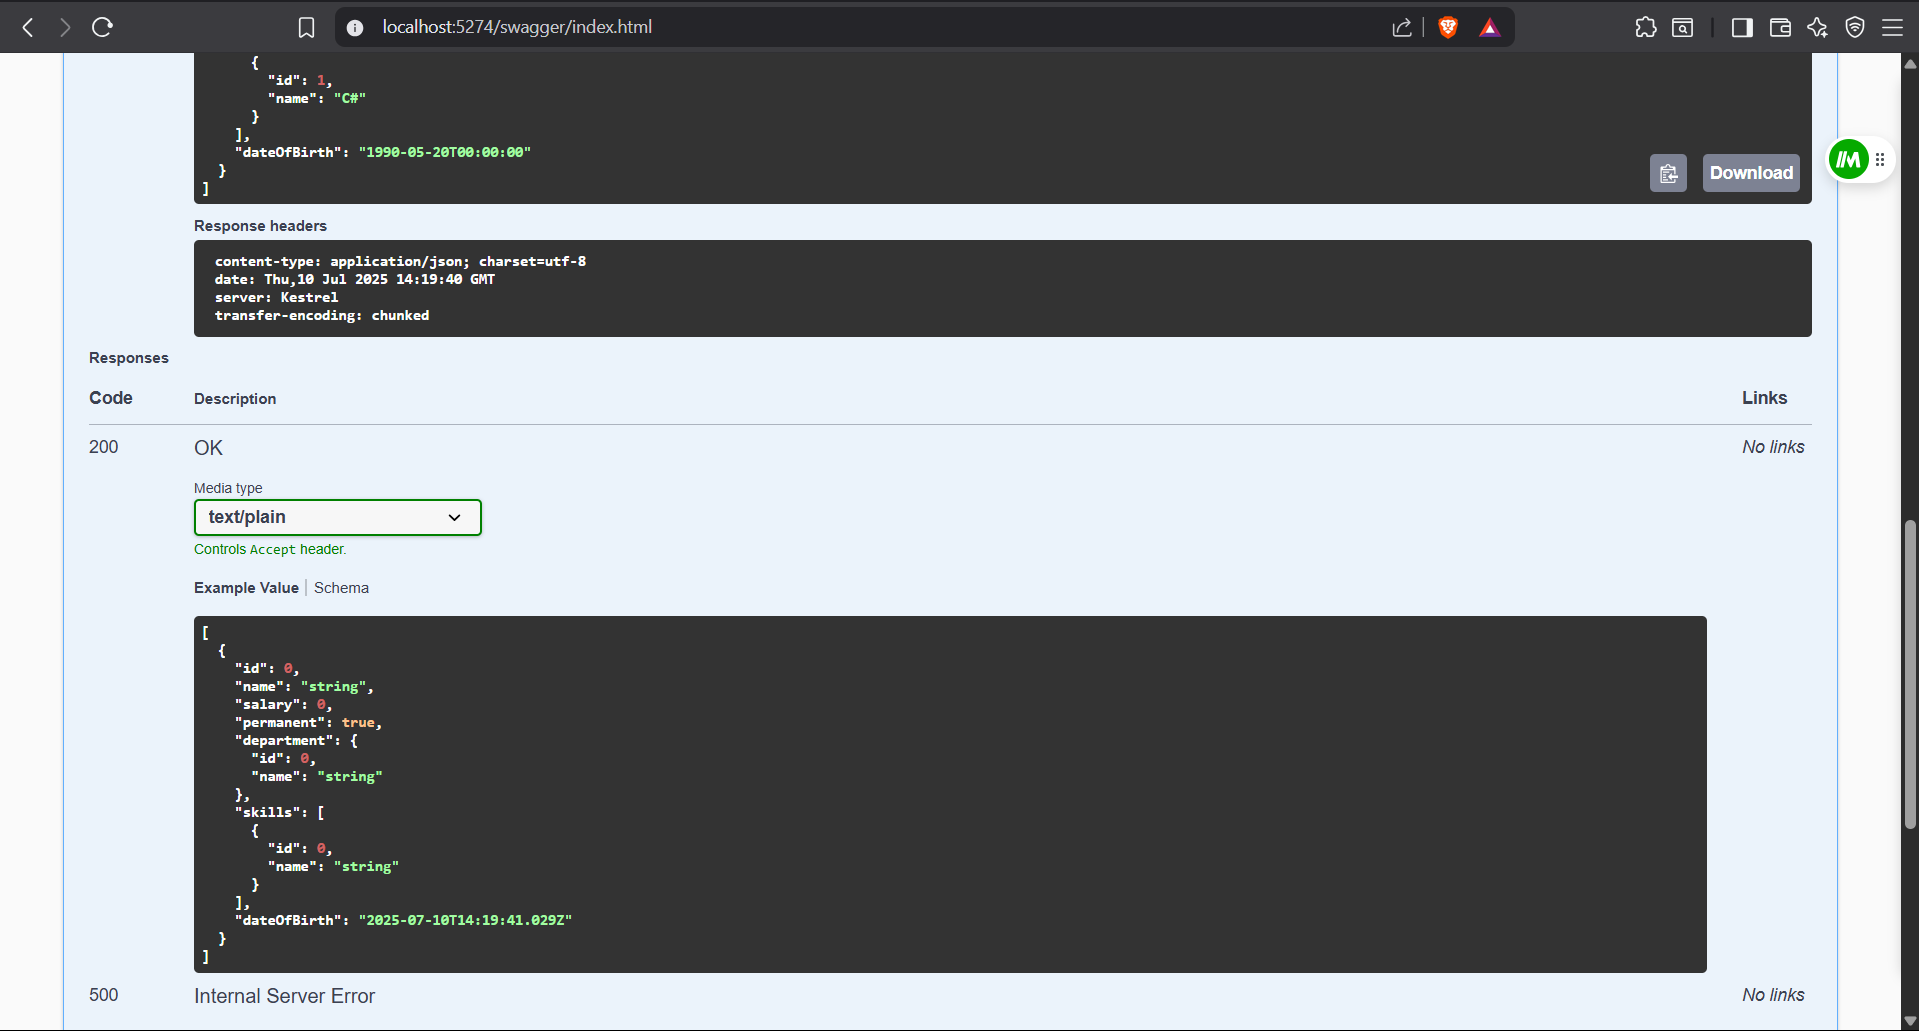 localhost:5274/swagger/index.html
{
"id": 1,
"name": "C#"
}
],
"dateOfBirth": "1990-05-20T00:00:00"
}
]
Download
Response headers
content-type: application/json; charset=utf-8
date: Thu,10 Jul 2025 14:19:40 GMT
server: Kestrel
transfer-encoding: chunked
Responses
Code Description Links
200 OK No links
Media type
text/plain
Controls Accept header.
Example Value | Schema
[
{
"id": 0,
"name": "string",
"salary": 0,
"permanent": true,
"department": {
"id": 0,
"name": "string"
},
"skills": [
{
"id": 0,
"name": "string"
}
],
"dateOfBirth": "2025-07-10T14:19:41.029Z"
}
]
500 Internal Server Error No links